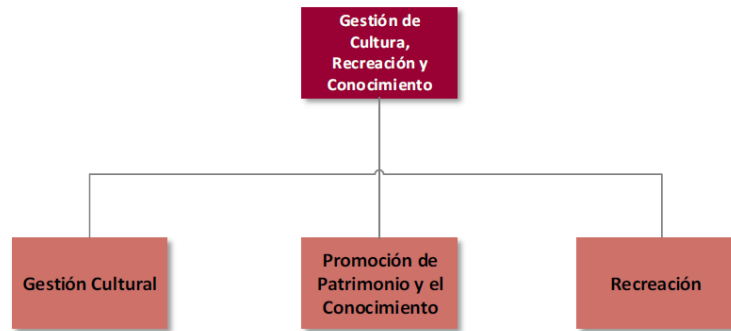 Gestión de
Cultura,
Recreación y
Conocimiento
Gestión Cultural
Promoción de
Patrimonio y el
Conocimiento
Recreación